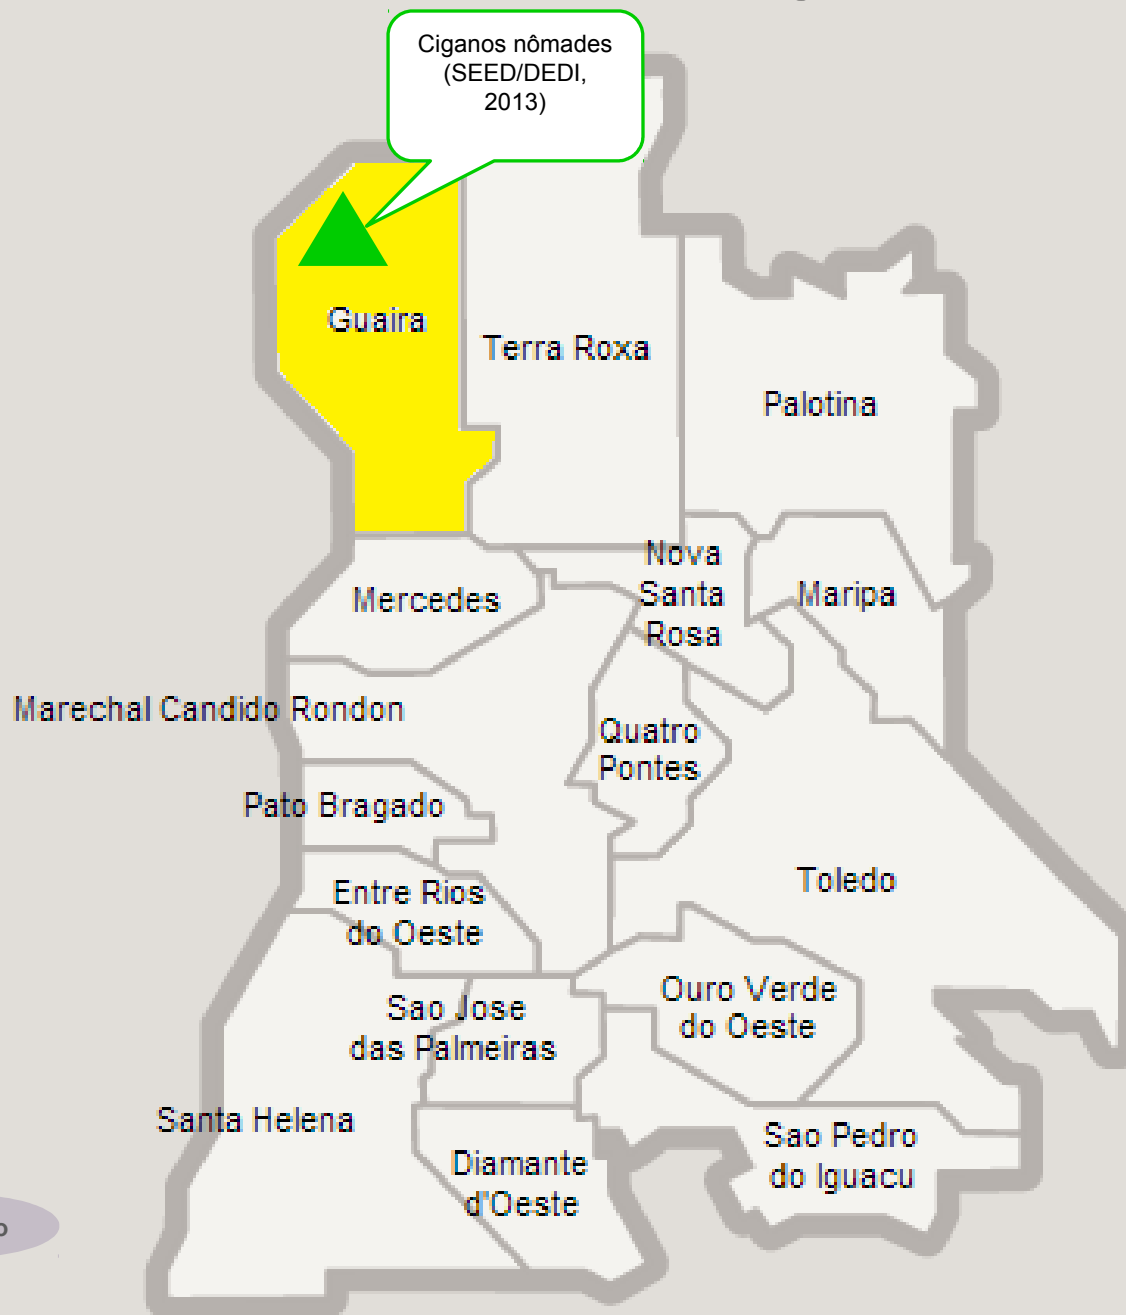 Ciganos nômades
(SEED/DEDI,
2013)
Guaira
Terra Roxa
Palotina
Nova
Santa
Rosa
Mercedes
Maripa
Marechal Candido Rondon
Quatro
Pontes
Pato Bragado
Toledo
Entre Rios
do Oeste
Ouro Verde
do Oeste
Sao Jose
das Palmeiras
Santa Helena
Sao Pedro
do Iguacu
Diamante
d'Oeste